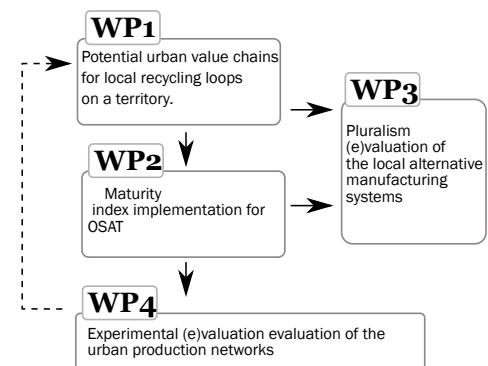 WP1
Potential urban value chains
for local recycling loops
on a territory.
WP2
Maturity
index implementation for
OSAT
WP3
Pluralism
(e)valuation of
the local alternative
manufacturing
systems
WP4
Experimental (e)valuation evaluation of the
urban production networks